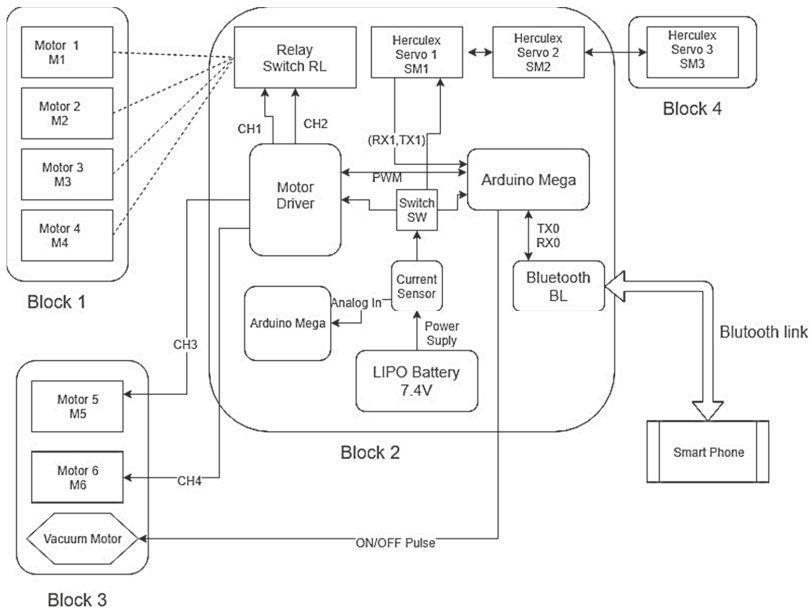 Motor 1
M1
Motor 2
M2
Motor 3
M3
Motor 4
M4
Block 1
Relay
Switch RL
Herculex
Servo 1
SM1
Herculex
Servo 2
SM2
Herculex
Servo 3
SM3
Block 4
CH1
CH2
(RX1,TX1)
Motor
Driver
PWM
Arduino Mega
Switch
SW
TX0
RX0
Bluetooth
BL
Current
Sensor
Analog In
Arduino Mega
Power
Suply
LIPO Battery
7.4V
Block 2
Blutooth link
Smart Phone
CH3
Motor 5
M5
Motor 6
M6
CH4
Vacuum Motor
ON/OFF Pulse
Block 3